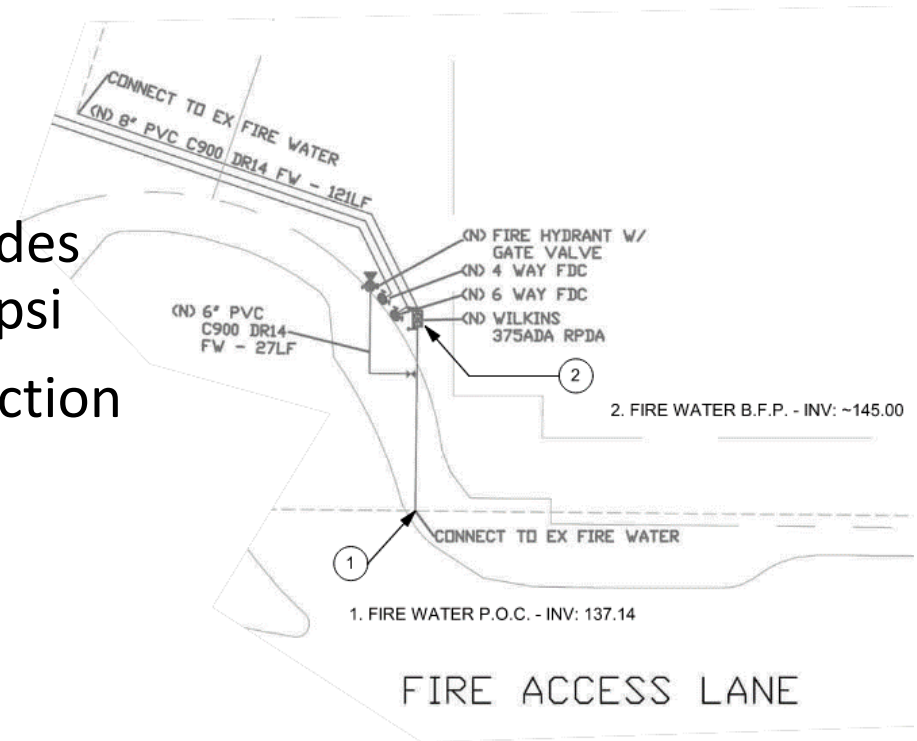 CONNECT TO EX FIRE WATER
(N) 8" PVC C900 DR14 FW - 121LF
des
psi
ction
(N) FIRE HYDRANT W/
GATE VALVE
(N) 4 WAY FDC
(N) 6 WAY FDC
(N) WILKINS
375ADA RPDA
(N) 6" PVC
C900 DR14
FW - 27LF
2
2. FIRE WATER B.F.P. - INV: ~145.00
CONNECT TO EX FIRE WATER
1
1. FIRE WATER P.O.C. - INV: 137.14
FIRE ACCESS LANE